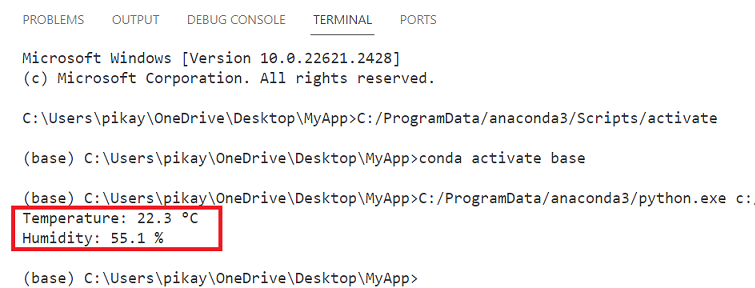 PROBLEMS OUTPUT DEBUG CONSOLE TERMINAL PORTS
Microsoft Windows [Version 10.0.22621.2428]
(c) Microsoft Corporation. All rights reserved.
C:\Users\pikay\OneDrive\Desktop\MyApp>C:/ProgramData/anaconda3/Scripts/activate
(base) C:\Users\pikay\OneDrive\Desktop\MyApp>conda activate base
(base) C:\Users\pikay\OneDrive\Desktop\MyApp>C:/ProgramData/anaconda3/python.exe c:/
Temperature: 22.3 °C
Humidity: 55.1 %
(base) C:\Users\pikay\OneDrive\Desktop\MyApp>